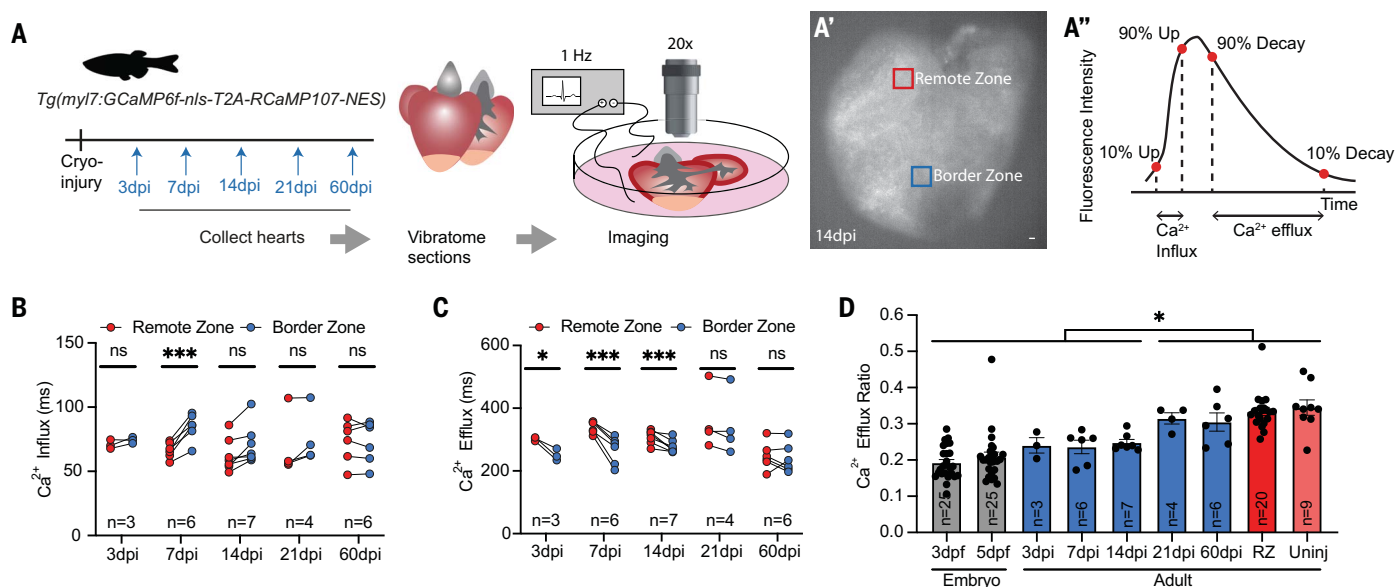 A
Tg(myl7:GCaMP6f-nls-T2A-RCaMP107-NES)
Cryo-
injury
3dpi 7dpi 14dpi 21dpi 60dpi
Collect hearts
Vibratome
sections
1 Hz
20x
Imaging
A'
Remote Zone
Border Zone
14dpi
A"
Fluorescence Intensity
90% Up
90% Decay
10% Up
10% Decay
Time
Ca2+
Influx
Ca2+ efflux
B
Remote Zone Border Zone
ns *** ns ns ns
Ca2+ Influx (ms)
150
100
50
0
n=3 n=6 n=7 n=4 n=6
3dpi 7dpi 14dpi 21dpi 60dpi
C
Remote Zone Border Zone
* *** *** ns ns
Ca2+
Efflux (ms)
600
400
200
0
n=3 n=6 n=7 n=4 n=6
3dpi 7dpi 14dpi 21dpi 60dpi
D
*
Ca2+
Efflux Ratio
0.6
0.5
0.4
0.3
0.2
0.1
0.0
n=25 n=25 n=3 n=6 n=7 n=4 n=6 n=20 n=9
3dpf 5dpf 3dpi 7dpi 14dpi 21dpi 60dpi RZ Uninj
Embryo Adult